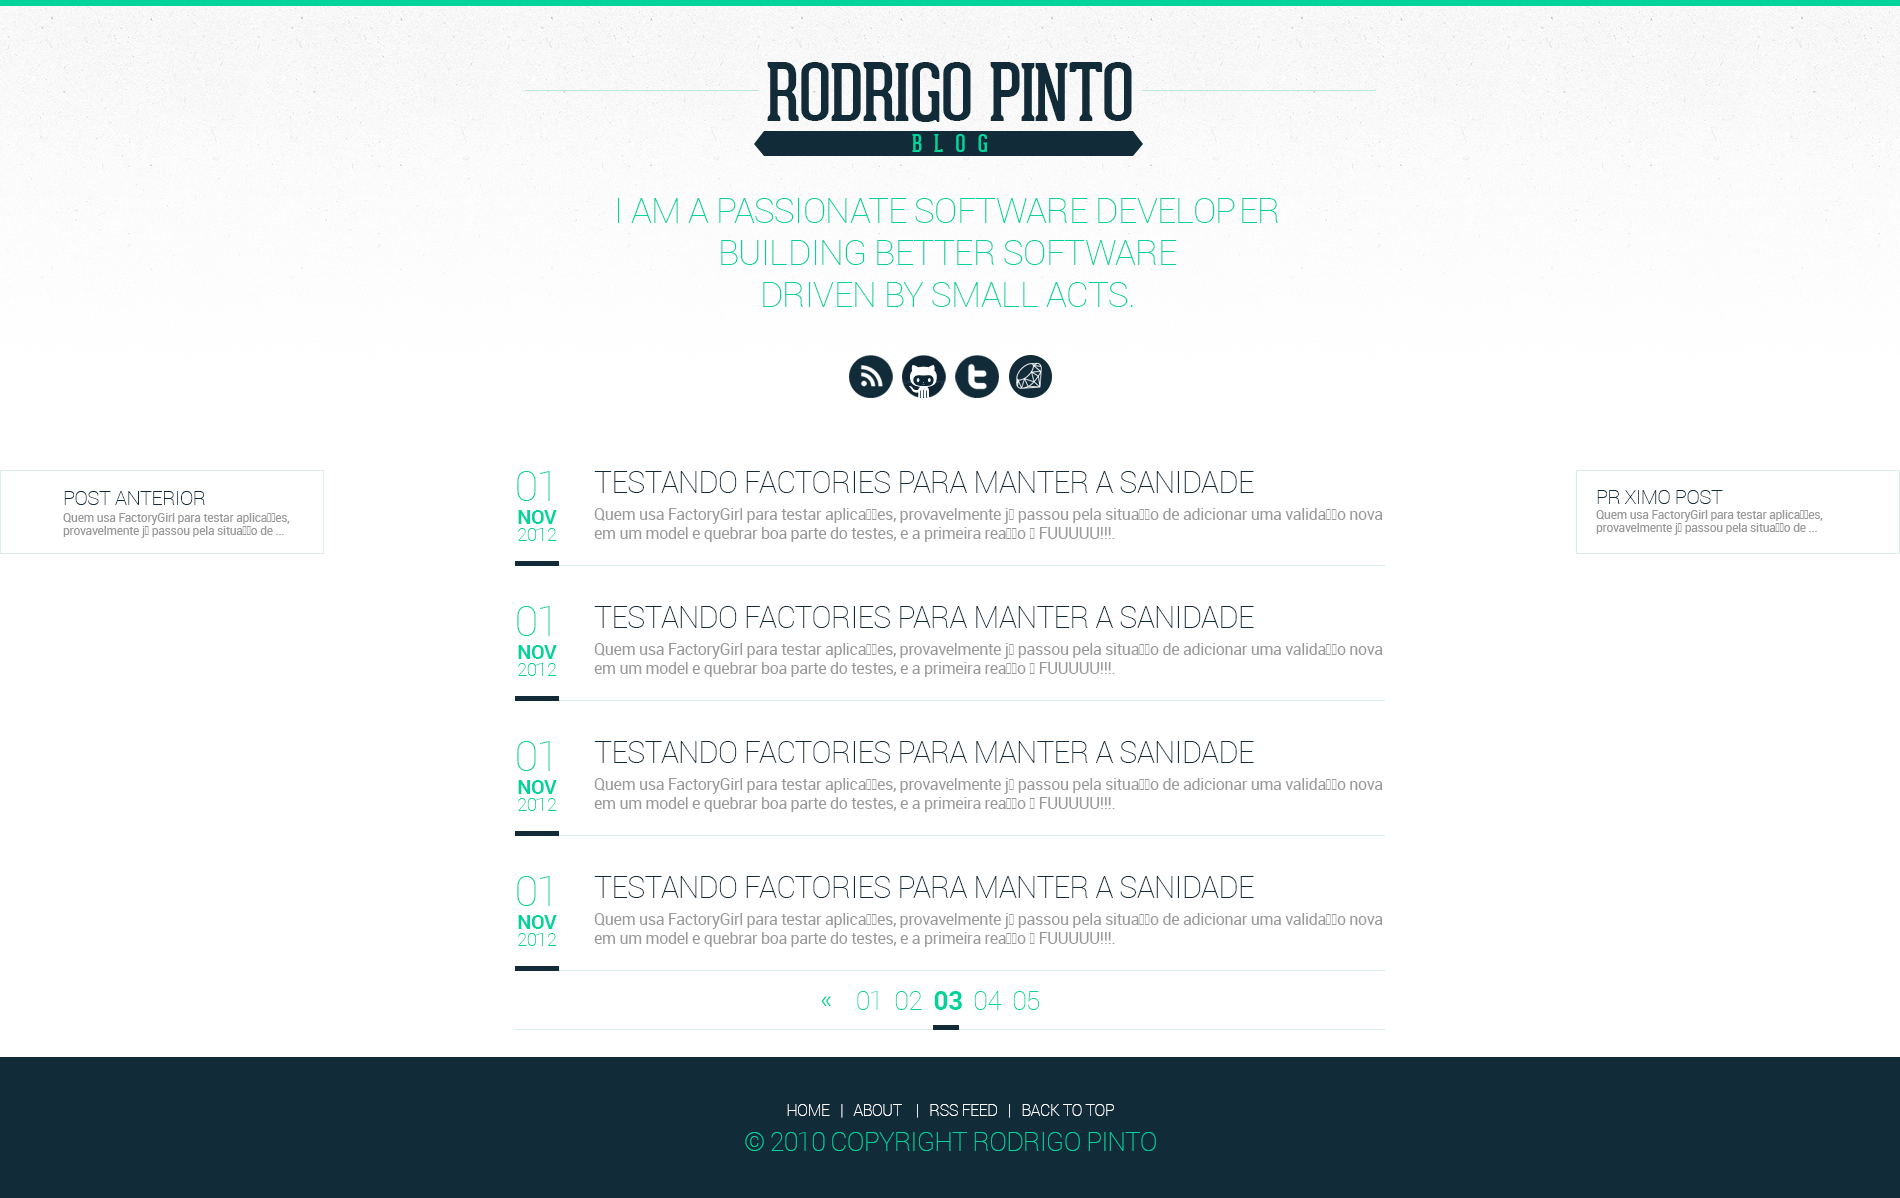 RODRIGO PINTO
BLOG
I AM A PASSIONATE SOFTWARE DEVELOPER
BUILDING BETTER SOFTWARE
DRIVEN BY SMALL ACTS.
POST ANTERIOR
Quem usa FactoryGirl para testar aplica▯▯es,
provavelmente j▯ passou pela situa▯▯o de ...
01
NOV
2012
TESTANDO FACTORIES PARA MANTER A SANIDADE
Quem usa FactoryGirl para testar aplica▯▯es, provavelmente j▯ passou pela situa▯▯o de adicionar uma valida▯▯o nova
em um model e quebrar boa parte do testes, e a primeira rea▯▯o ▯ FUUUUU!!!.
PR XIMO POST
Quem usa FactoryGirl para testar aplica▯▯es,
provavelmente j▯ passou pela situa▯▯o de ...
01
NOV
2012
TESTANDO FACTORIES PARA MANTER A SANIDADE
Quem usa FactoryGirl para testar aplica▯▯es, provavelmente j▯ passou pela situa▯▯o de adicionar uma valida▯▯o nova
em um model e quebrar boa parte do testes, e a primeira rea▯▯o ▯ FUUUUU!!!.
01
NOV
2012
TESTANDO FACTORIES PARA MANTER A SANIDADE
Quem usa FactoryGirl para testar aplica▯▯es, provavelmente j▯ passou pela situa▯▯o de adicionar uma valida▯▯o nova
em um model e quebrar boa parte do testes, e a primeira rea▯▯o ▯ FUUUUU!!!.
01
NOV
2012
TESTANDO FACTORIES PARA MANTER A SANIDADE
Quem usa FactoryGirl para testar aplica▯▯es, provavelmente j▯ passou pela situa▯▯o de adicionar uma valida▯▯o nova
em um model e quebrar boa parte do testes, e a primeira rea▯▯o ▯ FUUUUU!!!.
« 01 02 03 04 05
HOME | ABOUT | RSS FEED | BACK TO TOP
© 2010 COPYRIGHT RODRIGO PINTO